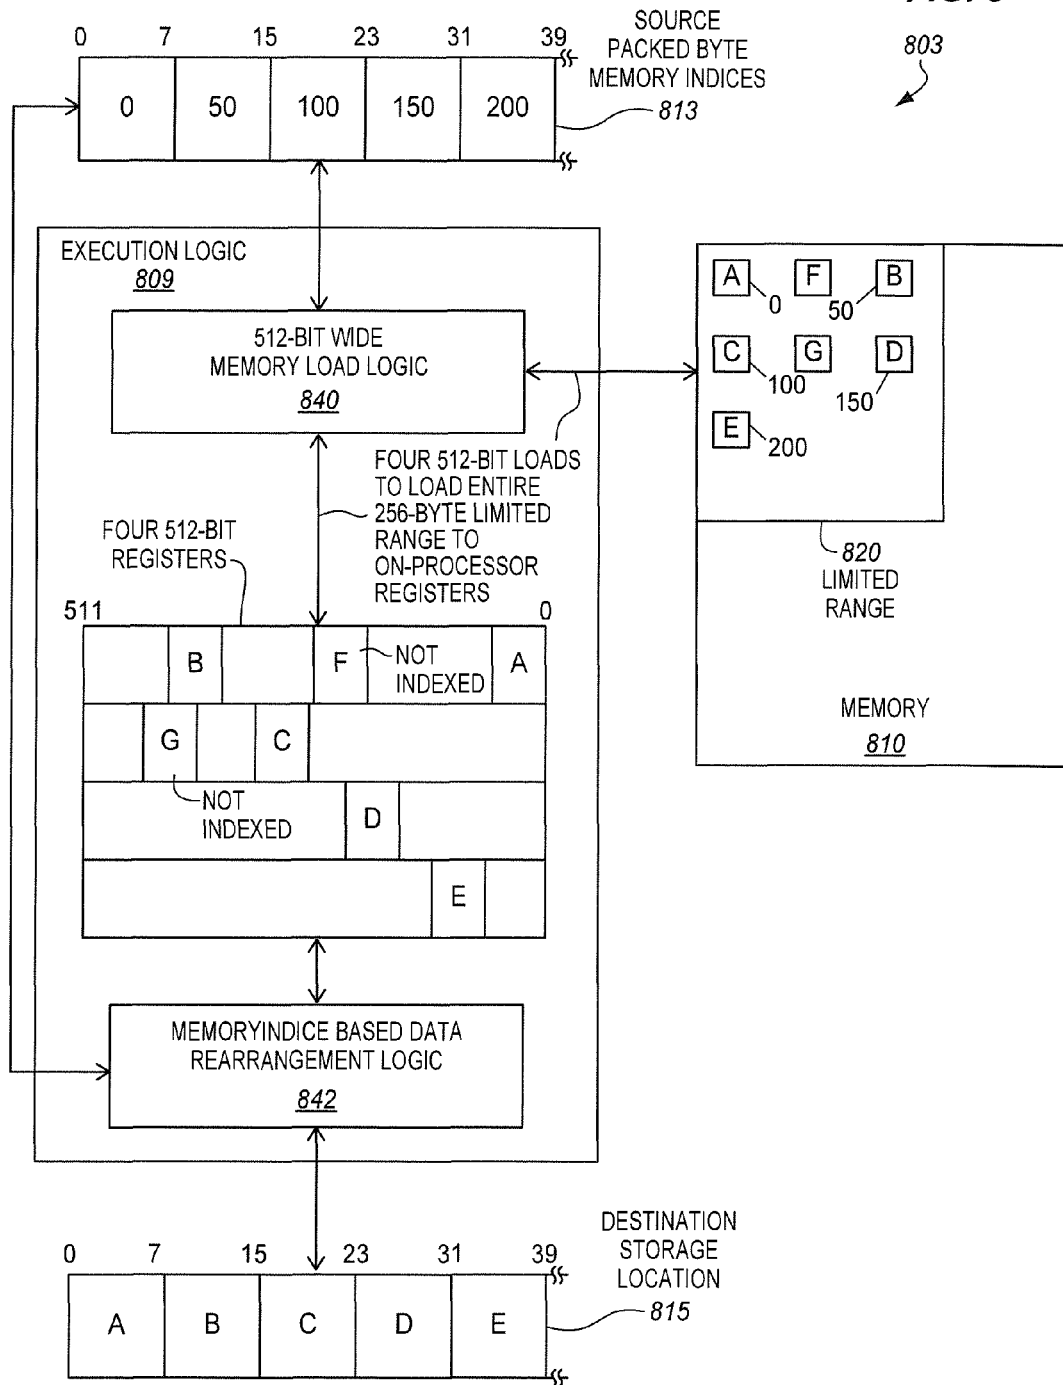 803
SOURCE
PACKED BYTE
MEMORY INDICES
813
0 7 15 23 31 39
0 50 100 150 200
EXECUTION LOGIC
809
512-BIT WIDE
MEMORY LOAD LOGIC
840
A F B
0 50
C G D
100 150
E
200
820
LIMITED
RANGE
MEMORY
810
FOUR 512-BIT LOADS
TO LOAD ENTIRE
256-BYTE LIMITED
RANGE TO
ON-PROCESSOR
REGISTERS
FOUR 512-BIT
REGISTERS
511 0
B F NOT INDEXED A
G C
NOT
INDEXED
D
E
MEMORYINDICE BASED DATA
REARRANGEMENT LOGIC
842
DESTINATION
STORAGE
LOCATION
815
0 7 15 23 31 39
A B C D E